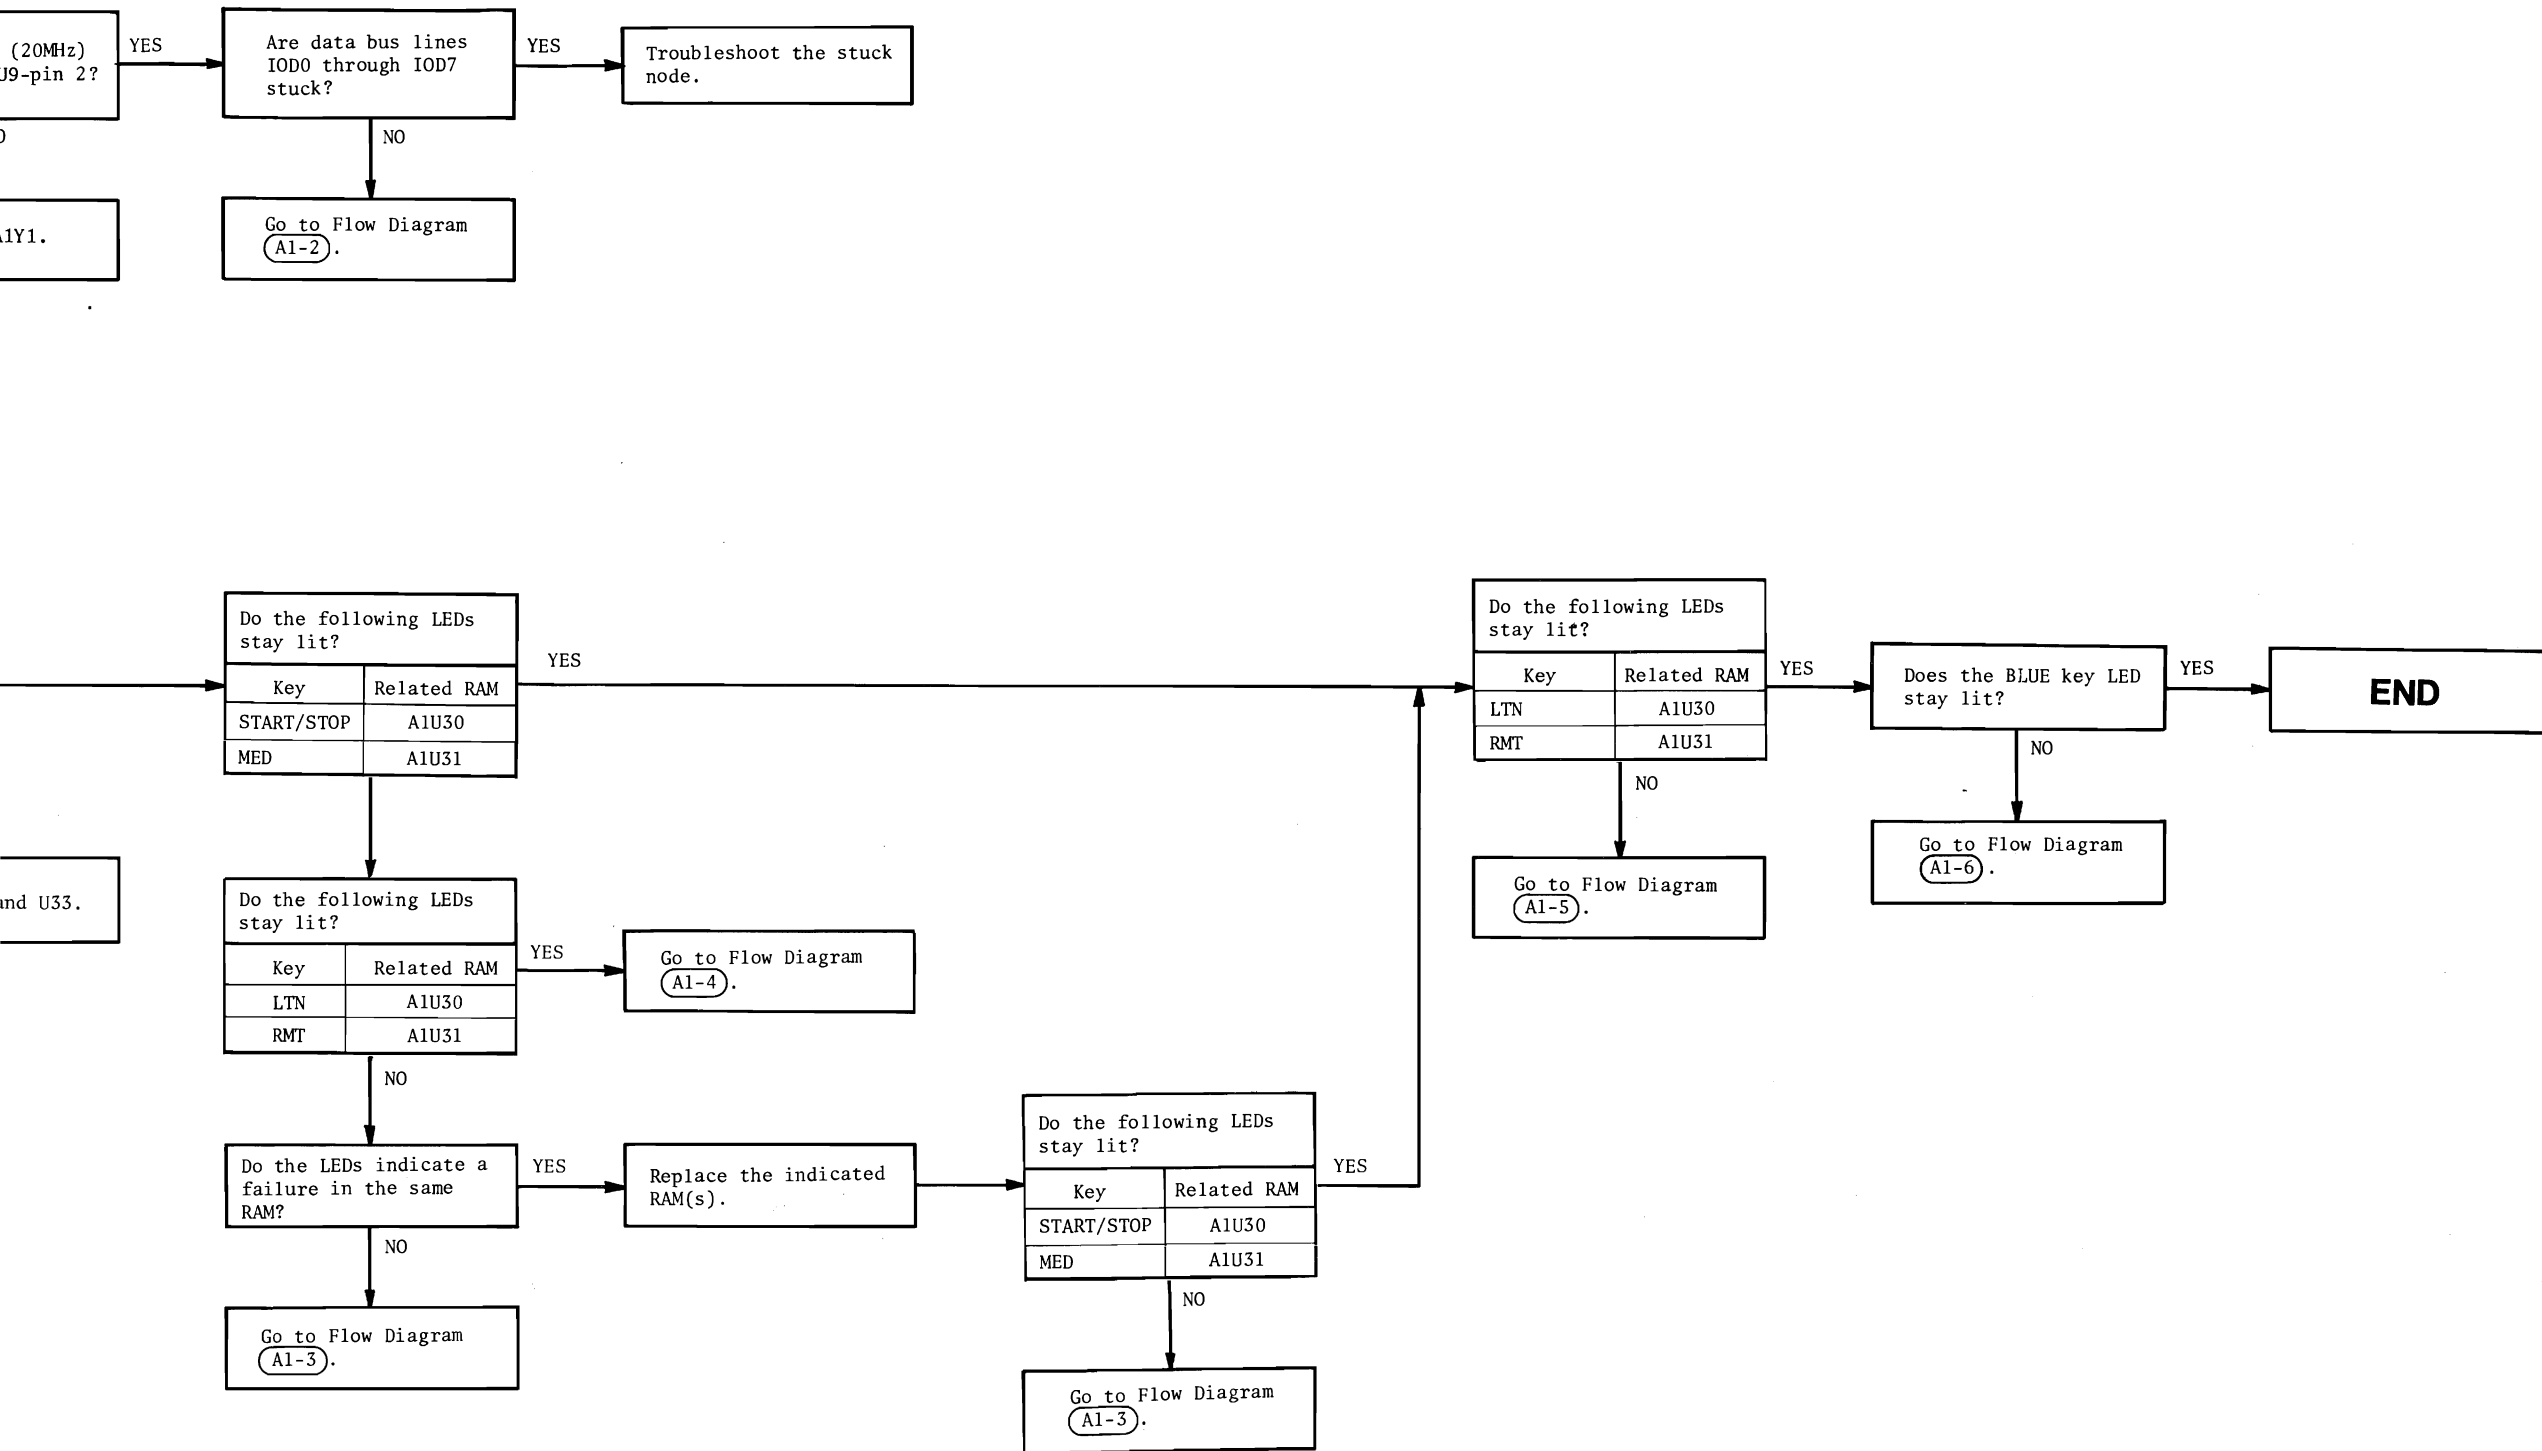 (20MHz)
U9-pin 2?
YES
Are data bus lines
IOD0 through IOD7
stuck?
YES
Troubleshoot the stuck
node.
NO
A1Y1.
Go to Flow Diagram
A1-2.
Do the following LEDs
stay lit?
Key Related RAM
START/STOP A1U30
MED A1U31
YES
Do the following LEDs
stay lit?
Key Related RAM
LTN A1U30
RMT A1U31
YES
Does the BLUE key LED
stay lit?
YES
END
NO
NO
Go to Flow Diagram
A1-5.
Go to Flow Diagram
A1-6.
and U33.
Do the following LEDs
stay lit?
Key Related RAM
LTN A1U30
RMT A1U31
YES
Go to Flow Diagram
A1-4.
NO
Do the LEDs indicate a
failure in the same
RAM?
YES
Replace the indicated
RAM(s).
Do the following LEDs
stay lit?
Key Related RAM
START/STOP A1U30
MED A1U31
YES
NO
NO
Go to Flow Diagram
A1-3.
Go to Flow Diagram
A1-3.